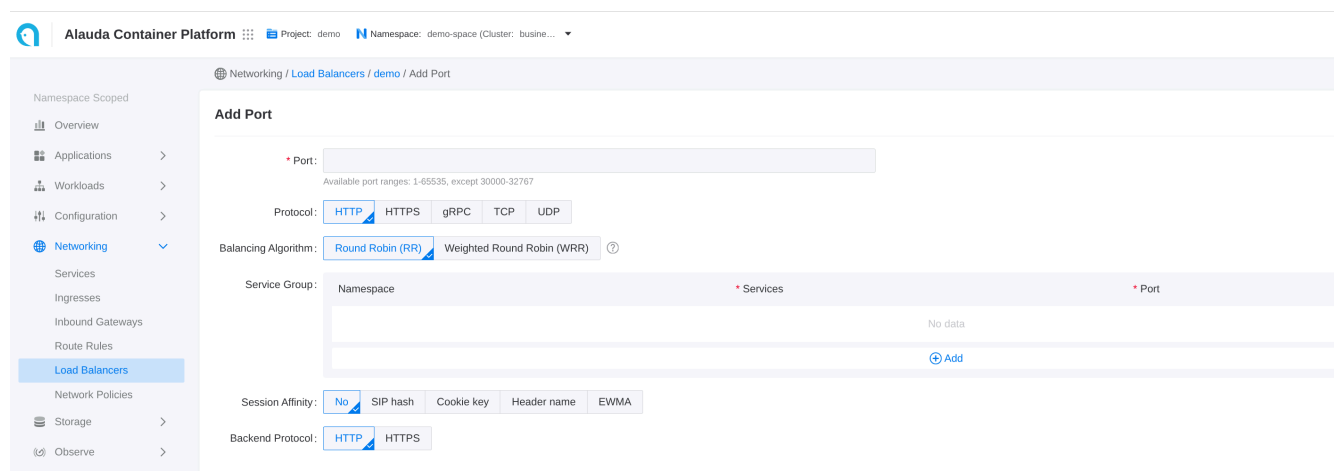 Alauda Container Platform Project: demo Namespace: demo-space (Cluster: busine...
Networking / Load Balancers / demo / Add Port
Namespace Scoped
Overview
Applications
Workloads
Configuration
Networking
Services
Ingresses
Inbound Gateways
Route Rules
Load Balancers
Network Policies
Storage
Observe
Add Port
* Port:
Available port ranges: 1-65535, except 30000-32767
Protocol: HTTP HTTPS gRPC TCP UDP
Balancing Algorithm: Round Robin (RR) Weighted Round Robin (WRR) ?
Service Group: Namespace * Services * Port
No data
Add
Session Affinity: No SIP hash Cookie key Header name EWMA
Backend Protocol: HTTP HTTPS